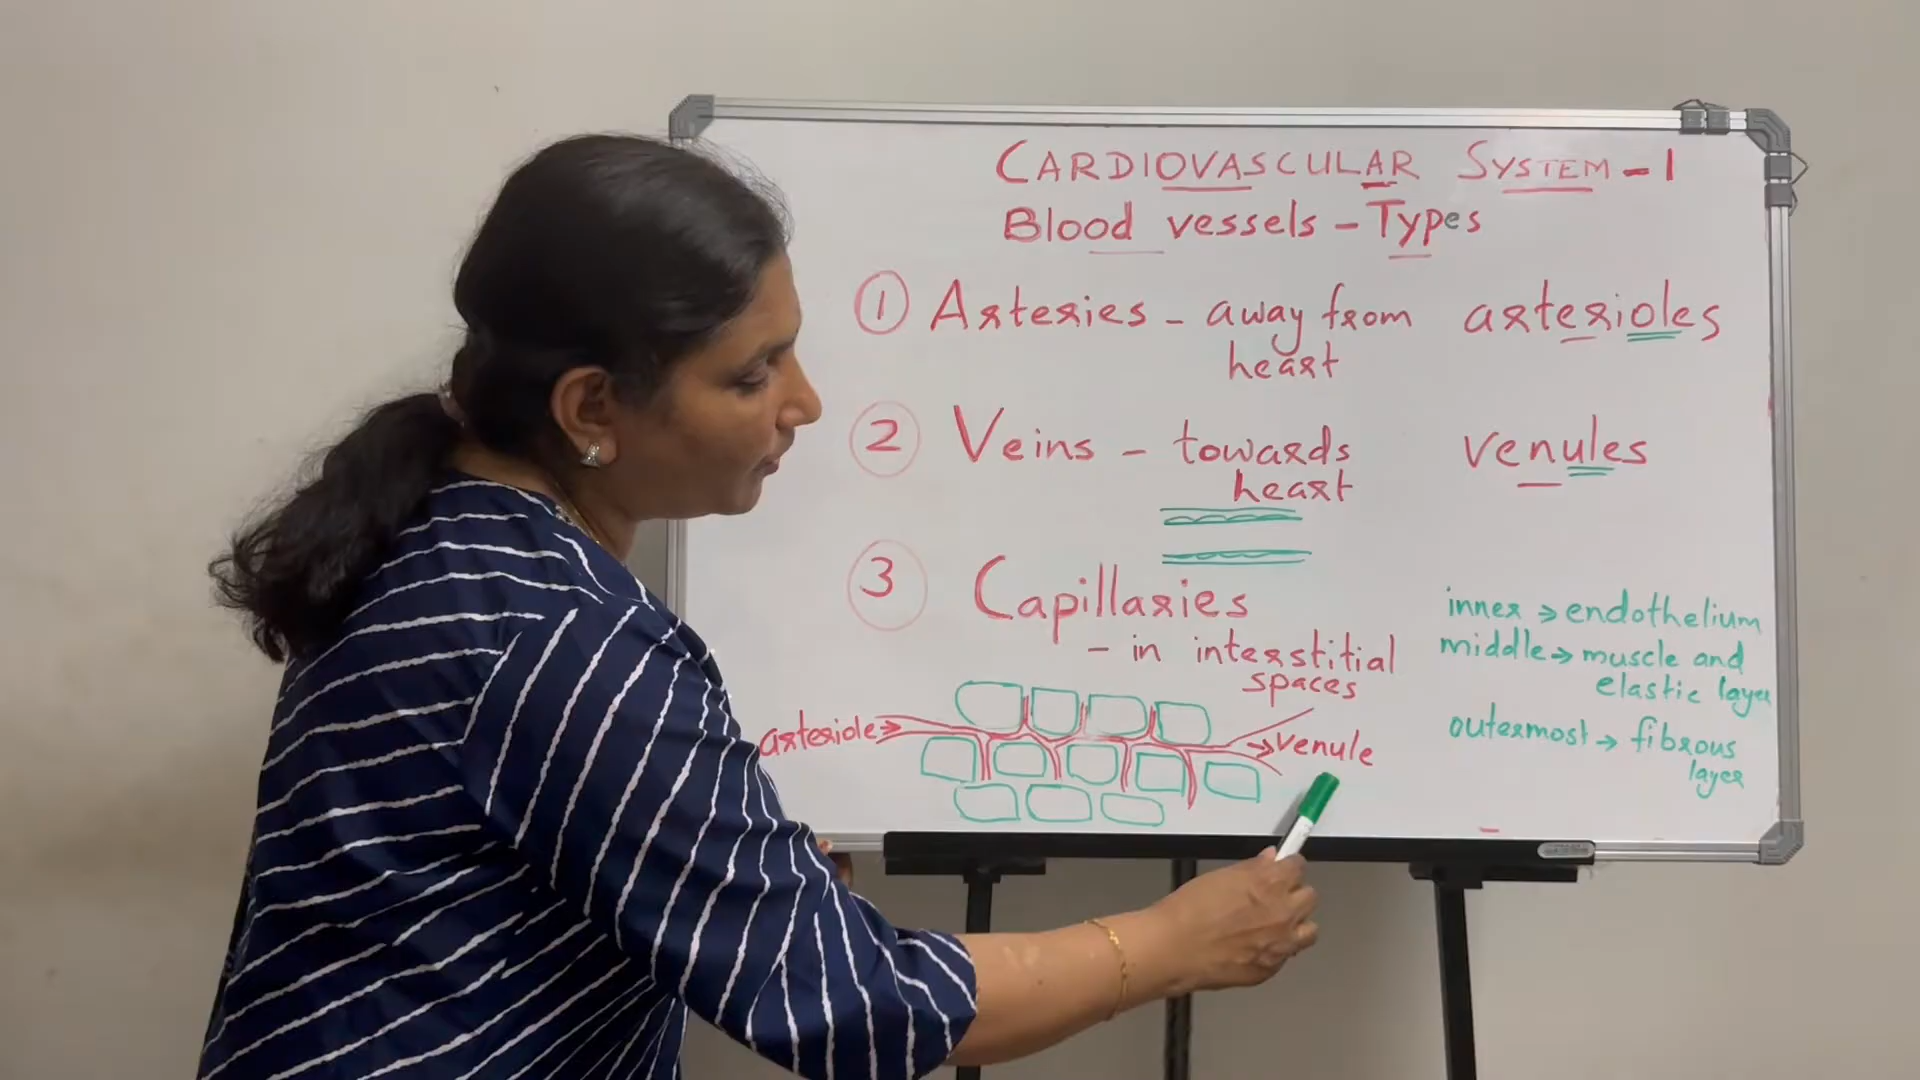 CARDIOVASCULAR SYSTEM - 1
Blood vessels - Types
1 Arteries - away from heart arterioles
2 Veins - towards heart venules
3 Capillaries
- in interstitial spaces
arteriole →
→ venule
inner → endothelium
middle → muscle and
elastic layer
outermost → fibrous
layer